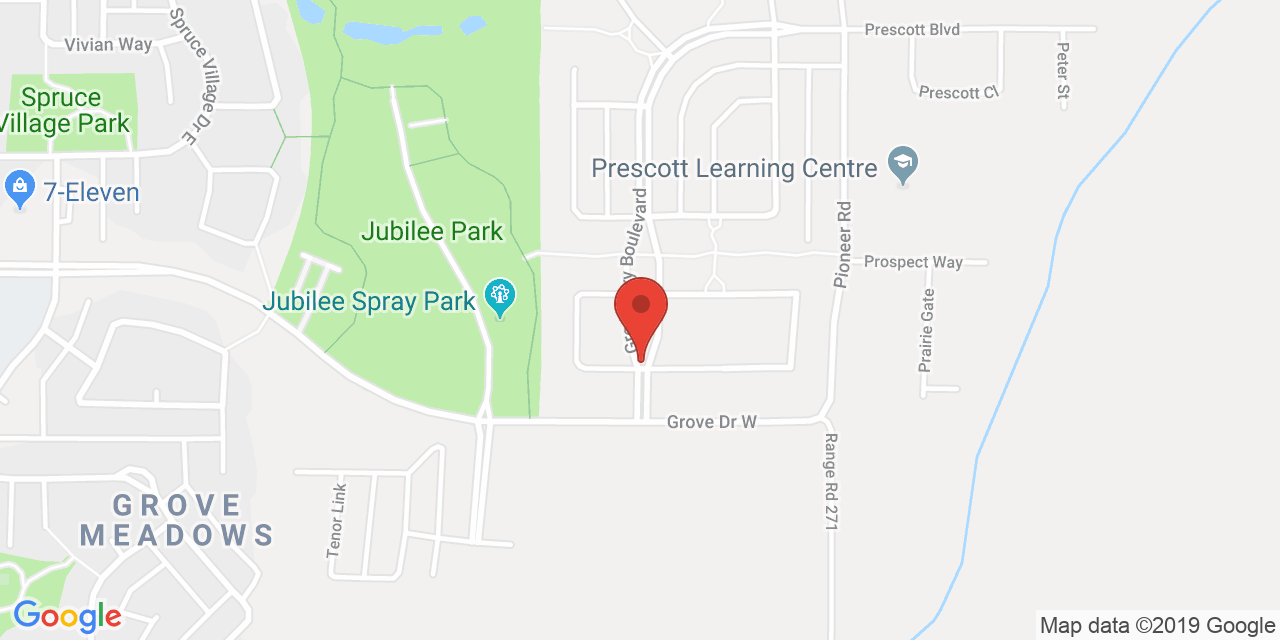 Vivian Way
Spruce Village Dr E
Prescott Blvd
Peter St
Prescott Cl
Spruce
Village Park
Prescott Learning Centre
7-Eleven
Jubilee Park
Boulevard
Pioneer Rd
Prospect Way
Jubilee Spray Park
Prairie Gate
Grove Dr W
Range Rd 271
GROVE
MEADOWS
Tenor Link
Google
Map data ©2019 Google